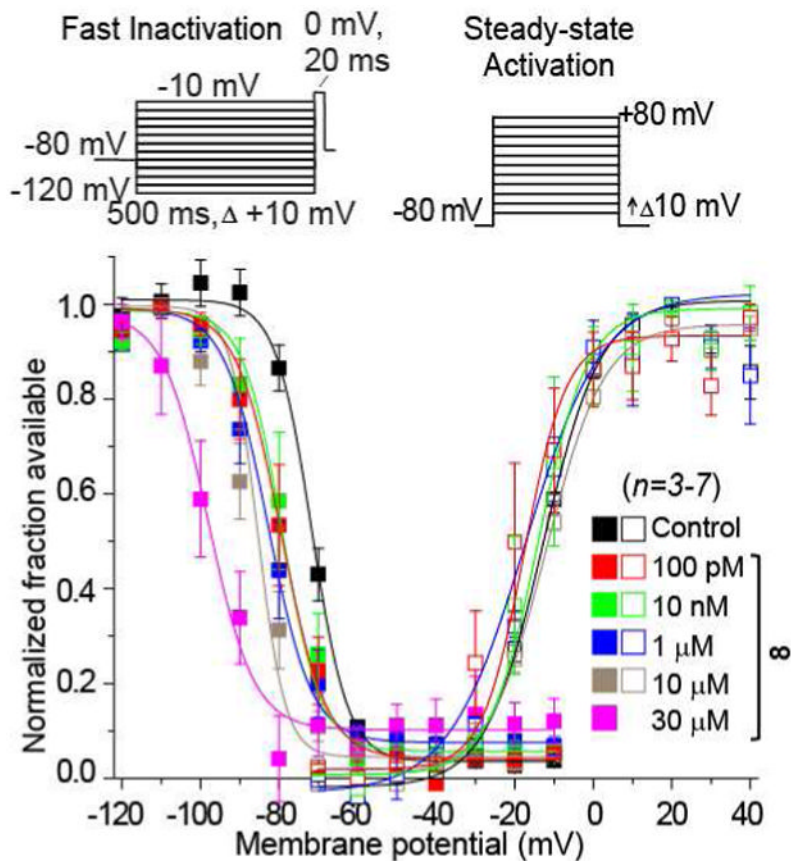 Fast Inactivation
0 mV,
20 ms
-10 mV
-80 mV
-120 mV
500 ms, Δ +10 mV
Steady-state
Activation
+80 mV
-80 mV
↑Δ10 mV
Normalized fraction available
1.0
0.8
0.6
0.4
0.2
0.0
-120 -100 -80 -60 -40 -20 0 20 40
Membrane potential (mV)
(n=3-7)
Control
100 pM
10 nM
1 μM
10 μM
30 μM
8